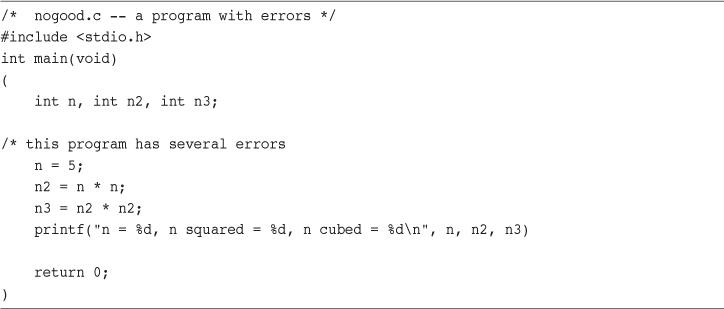 /*  nogood.c -- a program with errors */
#include <stdio.h>
int main(void)
(
    int n, int n2, int n3;

/* this program has several errors
    n = 5;
    n2 = n * n;
    n3 = n2 * n2;
    printf("n = %d, n squared = %d, n cubed = %d\n", n, n2, n3)

    return 0;
)